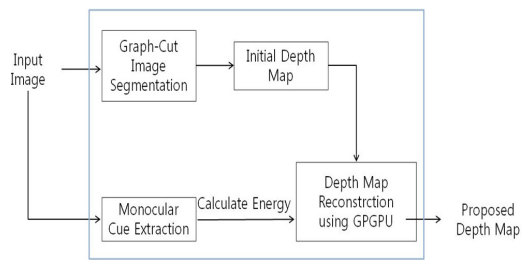 Input
Image
Graph-Cut
Image
Segmentation
Initial Depth
Map
Monocular
Cue Extraction
Calculate Energy
Depth Map
Reconstrction
using GPGPU
Proposed
Depth Map